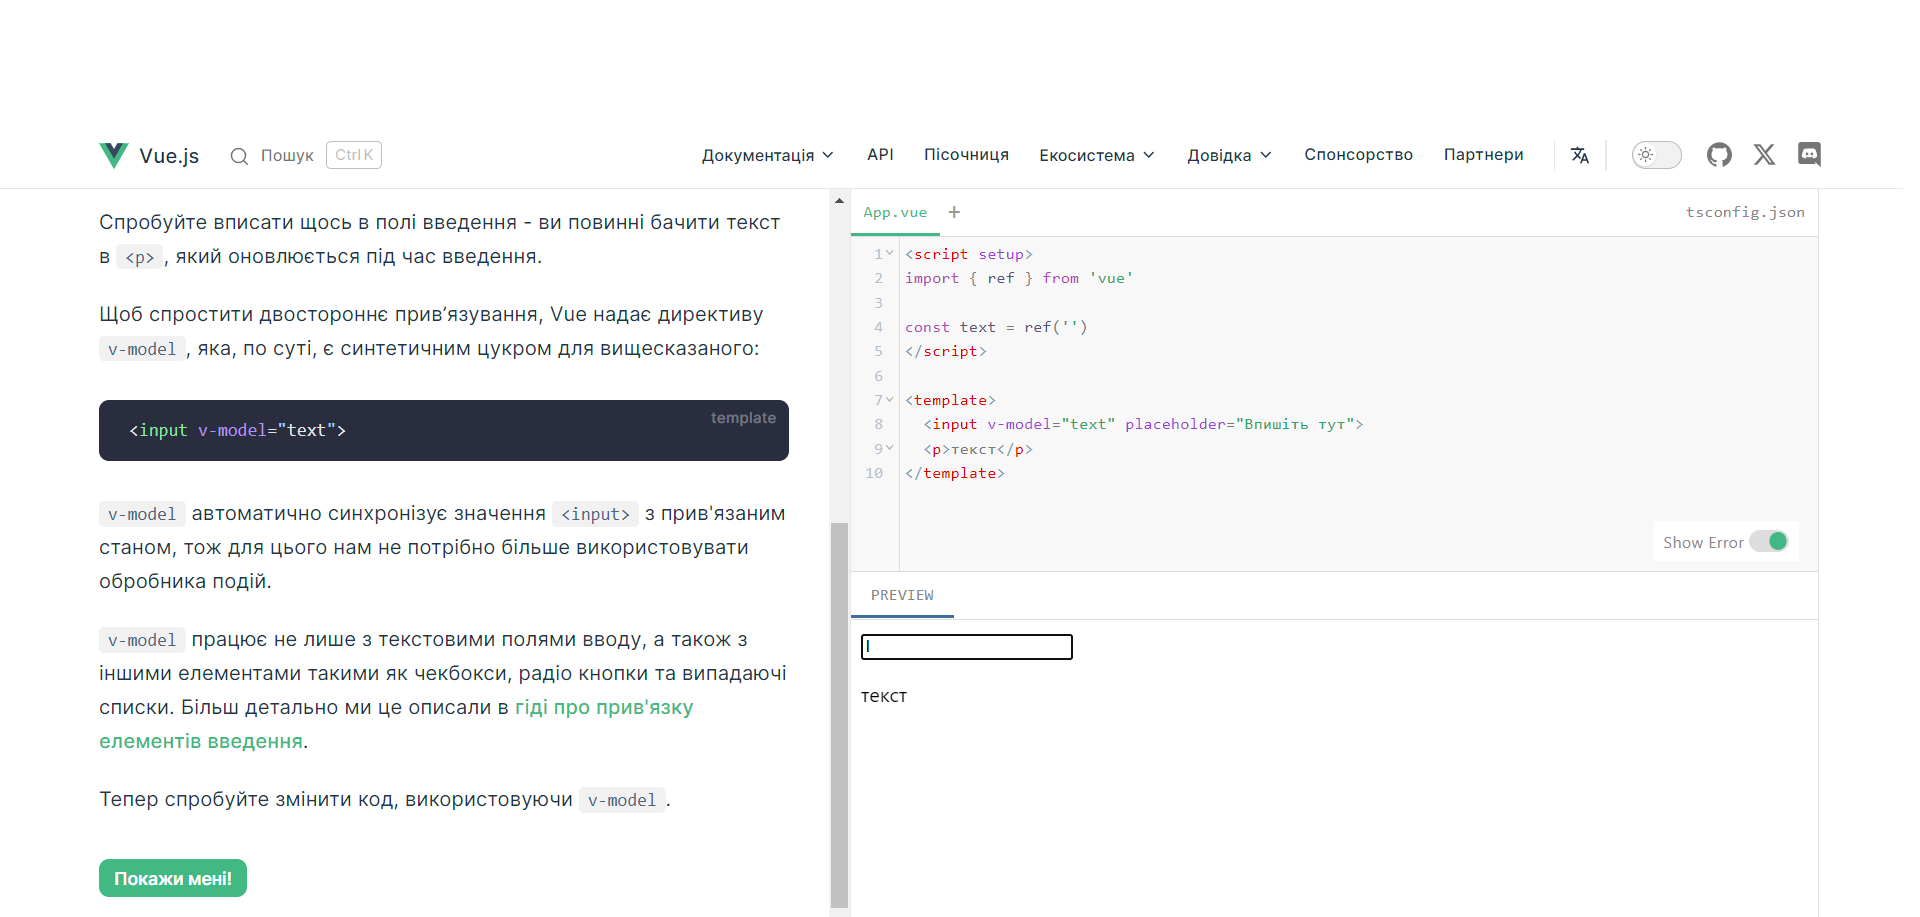 Vue.js Пошук Ctrl K Документація API Пісочниця Екосистема Довідка Спонсорство Партнери
Спробуйте вписати щось в полі введення - ви повинні бачити текст
в <p> , який оновлюється під час введення.
Щоб спростити двостороннє прив’язування, Vue надає директиву
v-model , яка, по суті, є синтетичним цукром для вищесказаного:
template
<input v-model="text">
v-model автоматично синхронізує значення <input> з прив'язаним
станом, тож для цього нам не потрібно більше використовувати
обробника подій.
v-model працює не лише з текстовими полями вводу, а також з
іншими елементами такими як чекбокси, радіо кнопки та випадаючі
списки. Більш детально ми це описали в гіді про прив'язку
елементів введення.
Тепер спробуйте змінити код, використовуючи v-model .
Покажи мені!
App.vue + tsconfig.json
1 <script setup>
2 import { ref } from 'vue'
3
4 const text = ref('')
5 </script>
6
7 <template>
8 <input v-model="text" placeholder="Впишіть тут">
9 <p>текст</p>
10 </template>
Show Error
PREVIEW
текст